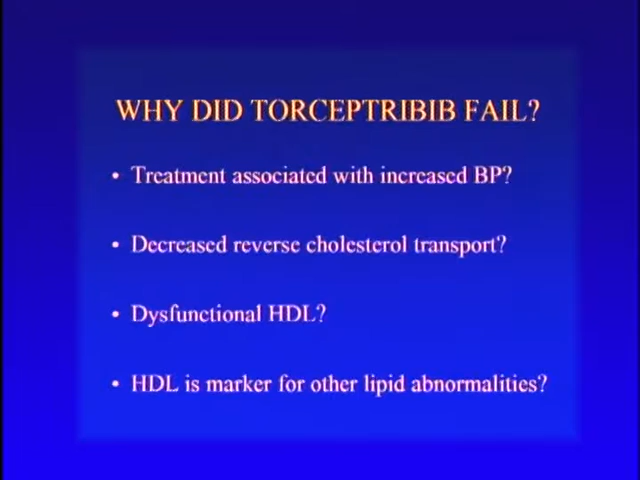 WHY DID TORCEPTRIBIB FAIL?
• Treatment associated with increased BP?
• Decreased reverse cholesterol transport?
• Dysfunctional HDL?
• HDL is marker for other lipid abnormalities?